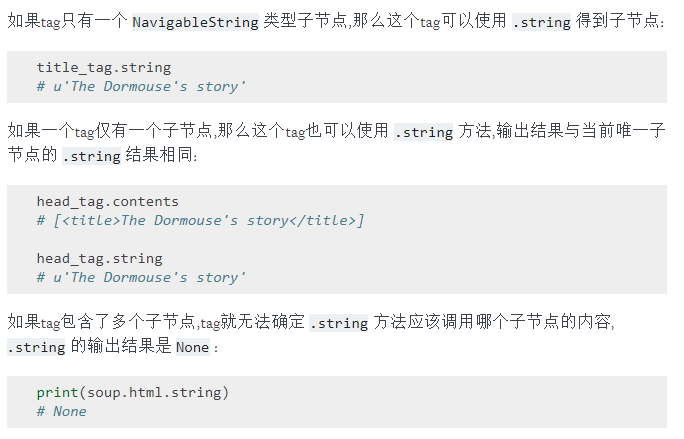 如果tag只有一个 NavigableString 类型子节点,那么这个tag可以使用 .string 得到子节点:
title_tag.string
# u'The Dormouse's story'
如果一个tag仅有一个子节点,那么这个tag也可以使用 .string 方法,输出结果与当前唯一子
节点的 .string 结果相同:
head_tag.contents
# [<title>The Dormouse's story</title>]
head_tag.string
# u'The Dormouse's story'
如果tag包含了多个子节点,tag就无法确定 .string 方法应该调用哪个子节点的内容,
.string 的输出结果是 None :
print(soup.html.string)
# None